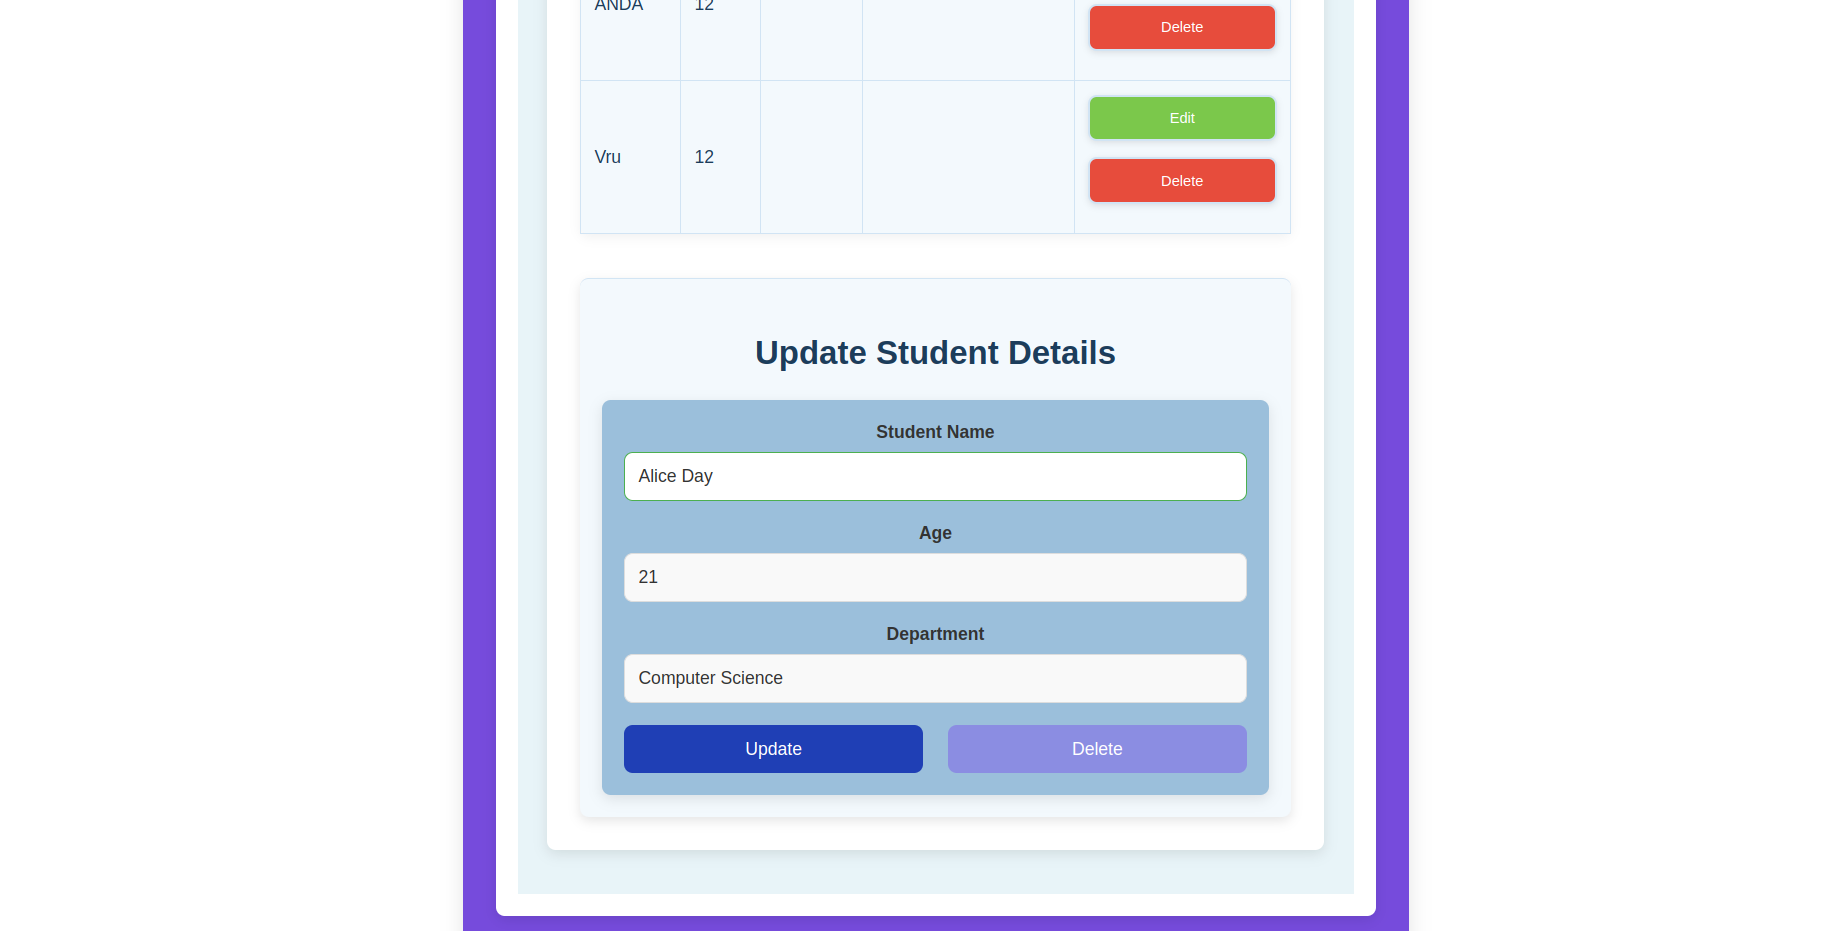 ANDA 12
Delete
Edit
Vru 12
Delete
Update Student Details
Student Name
Alice Day
Age
21
Department
Computer Science
Update Delete